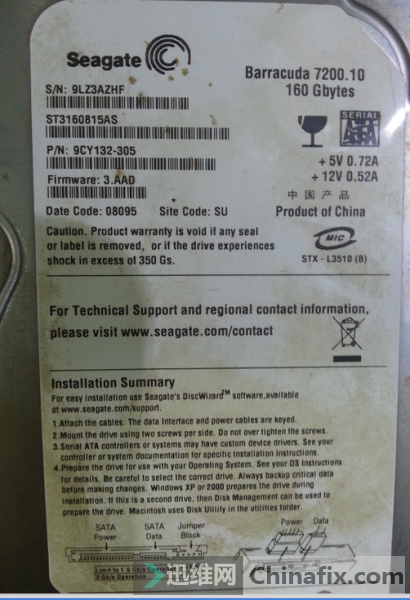 Seagate
Barracuda 7200.10
160 Gbytes
S/N: 9LZ3AZHF
ST3160815AS
SERIAL
P/N: 9CY132-305
+ 5V 0.72A
Firmware: 3.AAD
+ 12V 0.52A
中国产品
Date Code: 08095 Site Code: SU
Product of China
Caution. Product warranty is void if any seal
or label is removed, or if the drive experiences
shock in excess of 350 Gs.
MIC
STX - L3510 (B)
For Technical Support and regional contact information,
please visit www.seagate.com/contact
Installation Summary
For easy installation use Seagate's DiscWizard™ software,available
at www.seagate.com/support.
1.Attach the cables. The data Interface and power cables are keyed.
2.Mount the drive using two screws per side. Do not over tighten the screws.
3.Serial ATA controllers or systems may have custom device drivers. See your
controller or system documentation for specific Installation Instructions.
4.Prepare the drive for use with your Operating System. See your OS Instructions
for details. Be careful to select the correct drive. Always backup critical data
before making changes. Windows XP or 2000 prepares the drive during
installation. If this is a second drive, then Disk Management can be used to
prepare the drive. Macintosh uses Disk Utility in the utilities folder.
SATA Power
SATA Data
Jumper Block
Power Data
Limit to 1.5 Gb/s Operation
3 Gb/s Operation
迅维网 Chinafix.com